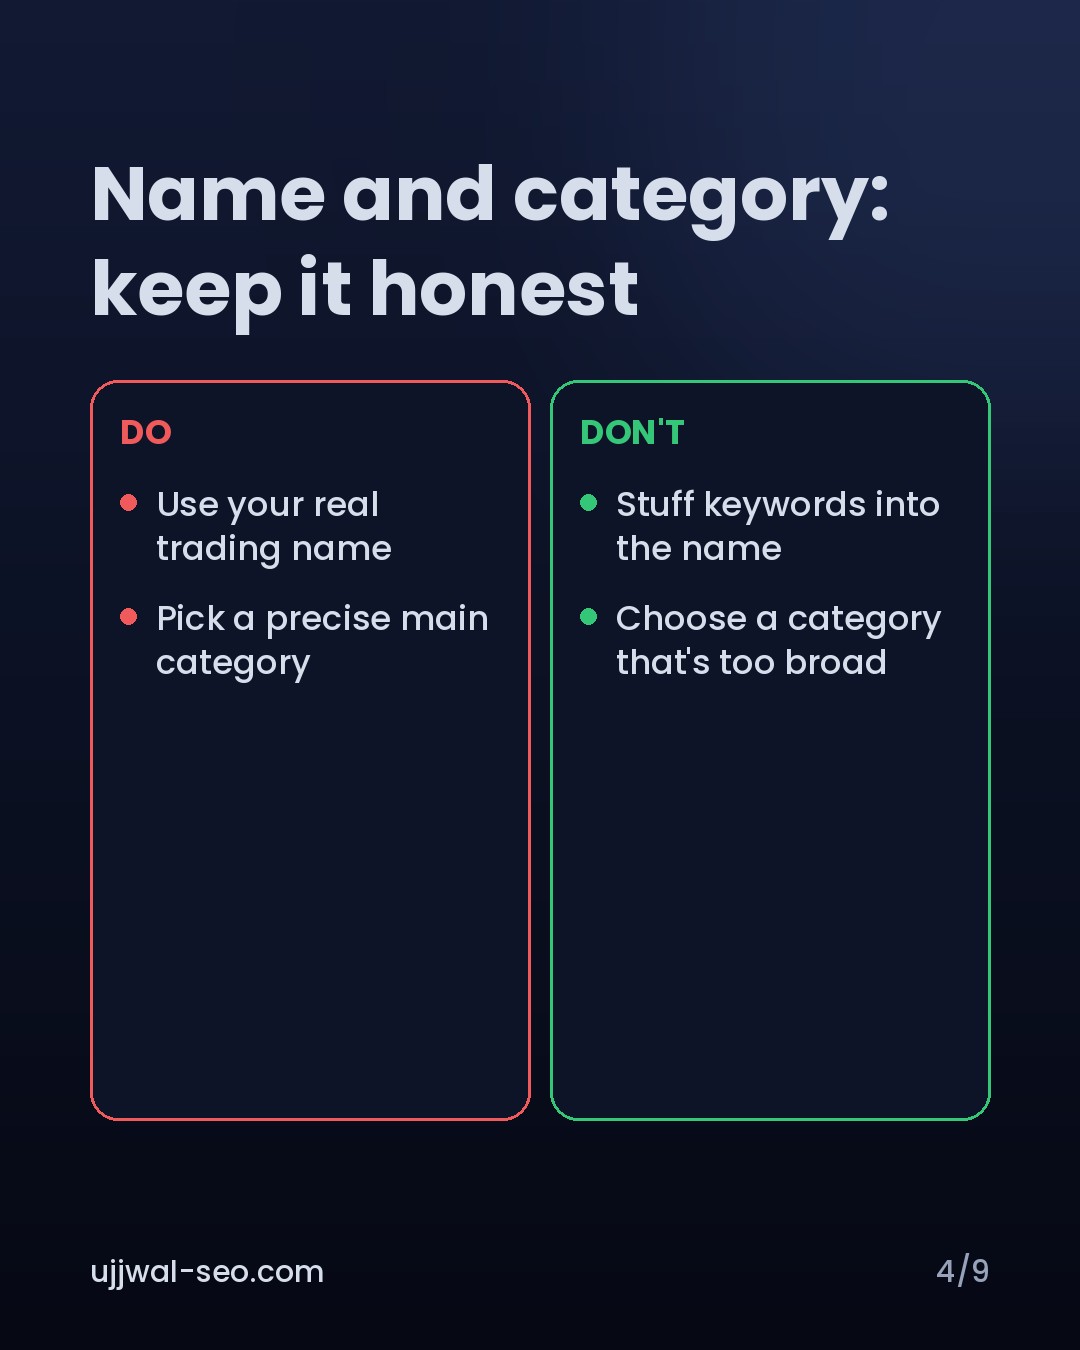 Name and category:
keep it honest
DO
Use your real
trading name
Pick a precise main
category
DON'T
Stuff keywords into
the name
Choose a category
that's too broad
ujjwal-seo.com
4/9